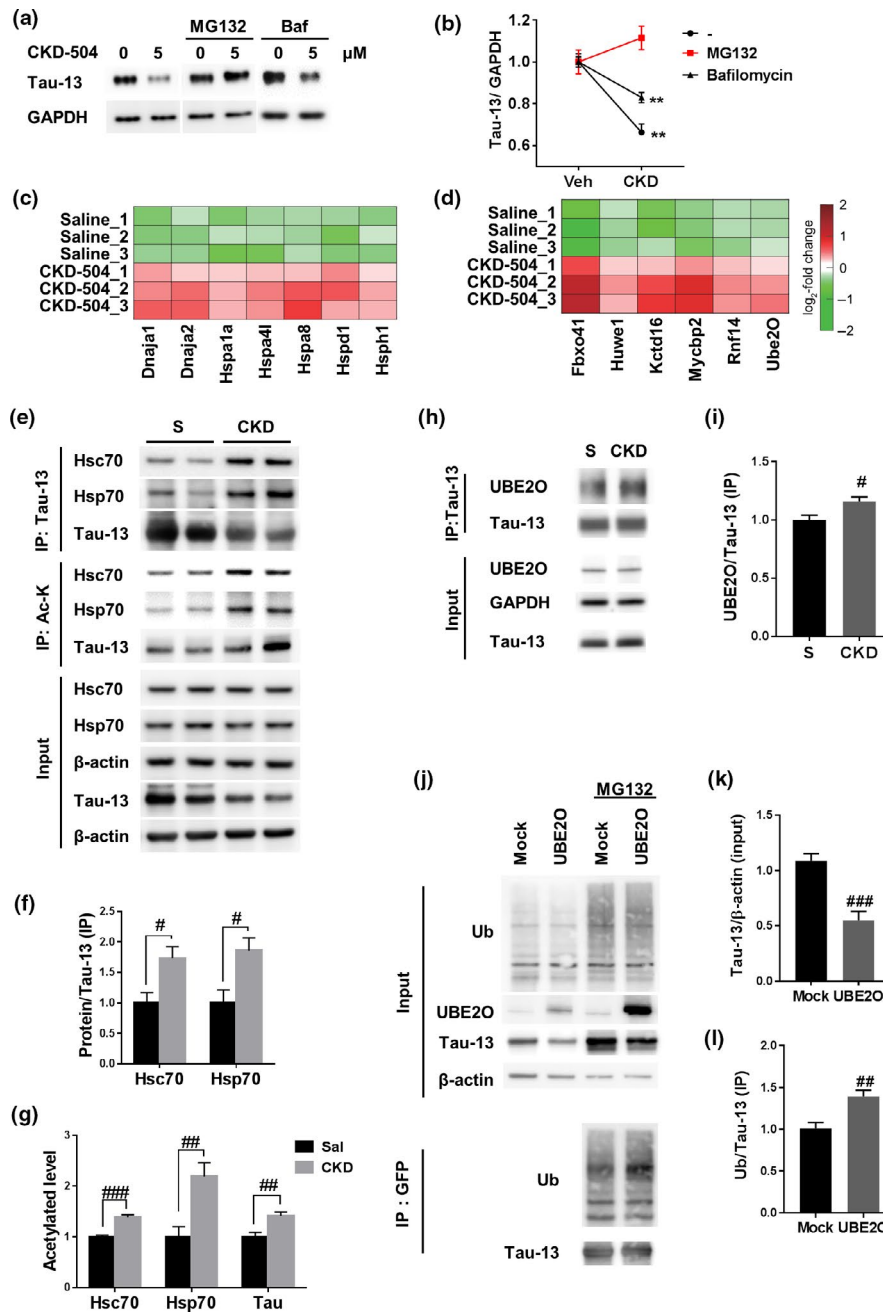 (a)
MG132 Baf
CKD-504 0 5 0 5 0 5 μM
Tau-13
GAPDH
(b)
Tau-13/ GAPDH
1.2
1.0
0.8
0.6
**
**
Veh CKD
-
MG132
Bafilomycin
(c)
Saline_1
Saline_2
Saline_3
CKD-504_1
CKD-504_2
CKD-504_3
Dnaja1 Dnaja2 Hspa1a Hspa4l Hspa8 Hspd1 Hsph1
(d)
Saline_1
Saline_2
Saline_3
CKD-504_1
CKD-504_2
CKD-504_3
Fbxo41 Huwe1 Kctd16 Mycbp2 Rnf14 Ube2O
2
1
0
−1
−2
log2-fold change
(e)
S CKD
IP: Tau-13
Hsc70
Hsp70
Tau-13
IP: Ac-K
Hsc70
Hsp70
Tau-13
Input
Hsc70
Hsp70
β-actin
Tau-13
β-actin
(f)
Protein/Tau-13 (IP)
2.0
1.5
1.0
0.5
0.0
# #
Hsc70 Hsp70
(g)
Acetylated level
3
2
1
0
### ## ##
Sal
CKD
Hsc70 Hsp70 Tau
(h)
S CKD
IP:Tau-13
UBE2O
Tau-13
Input
UBE2O
GAPDH
Tau-13
(i)
UBE2O/Tau-13 (IP)
1.5
1.0
0.5
0.0
#
S CKD
(j)
MG132
Mock UBE2O Mock UBE2O
Input
Ub
UBE2O
Tau-13
β-actin
IP : GFP
Ub
Tau-13
(k)
Tau-13/β-actin (input)
1.5
1.0
0.5
0.0
###
Mock UBE2O
(l)
Ub/Tau-13 (IP)
2.0
1.5
1.0
0.5
0.0
##
Mock UBE2O